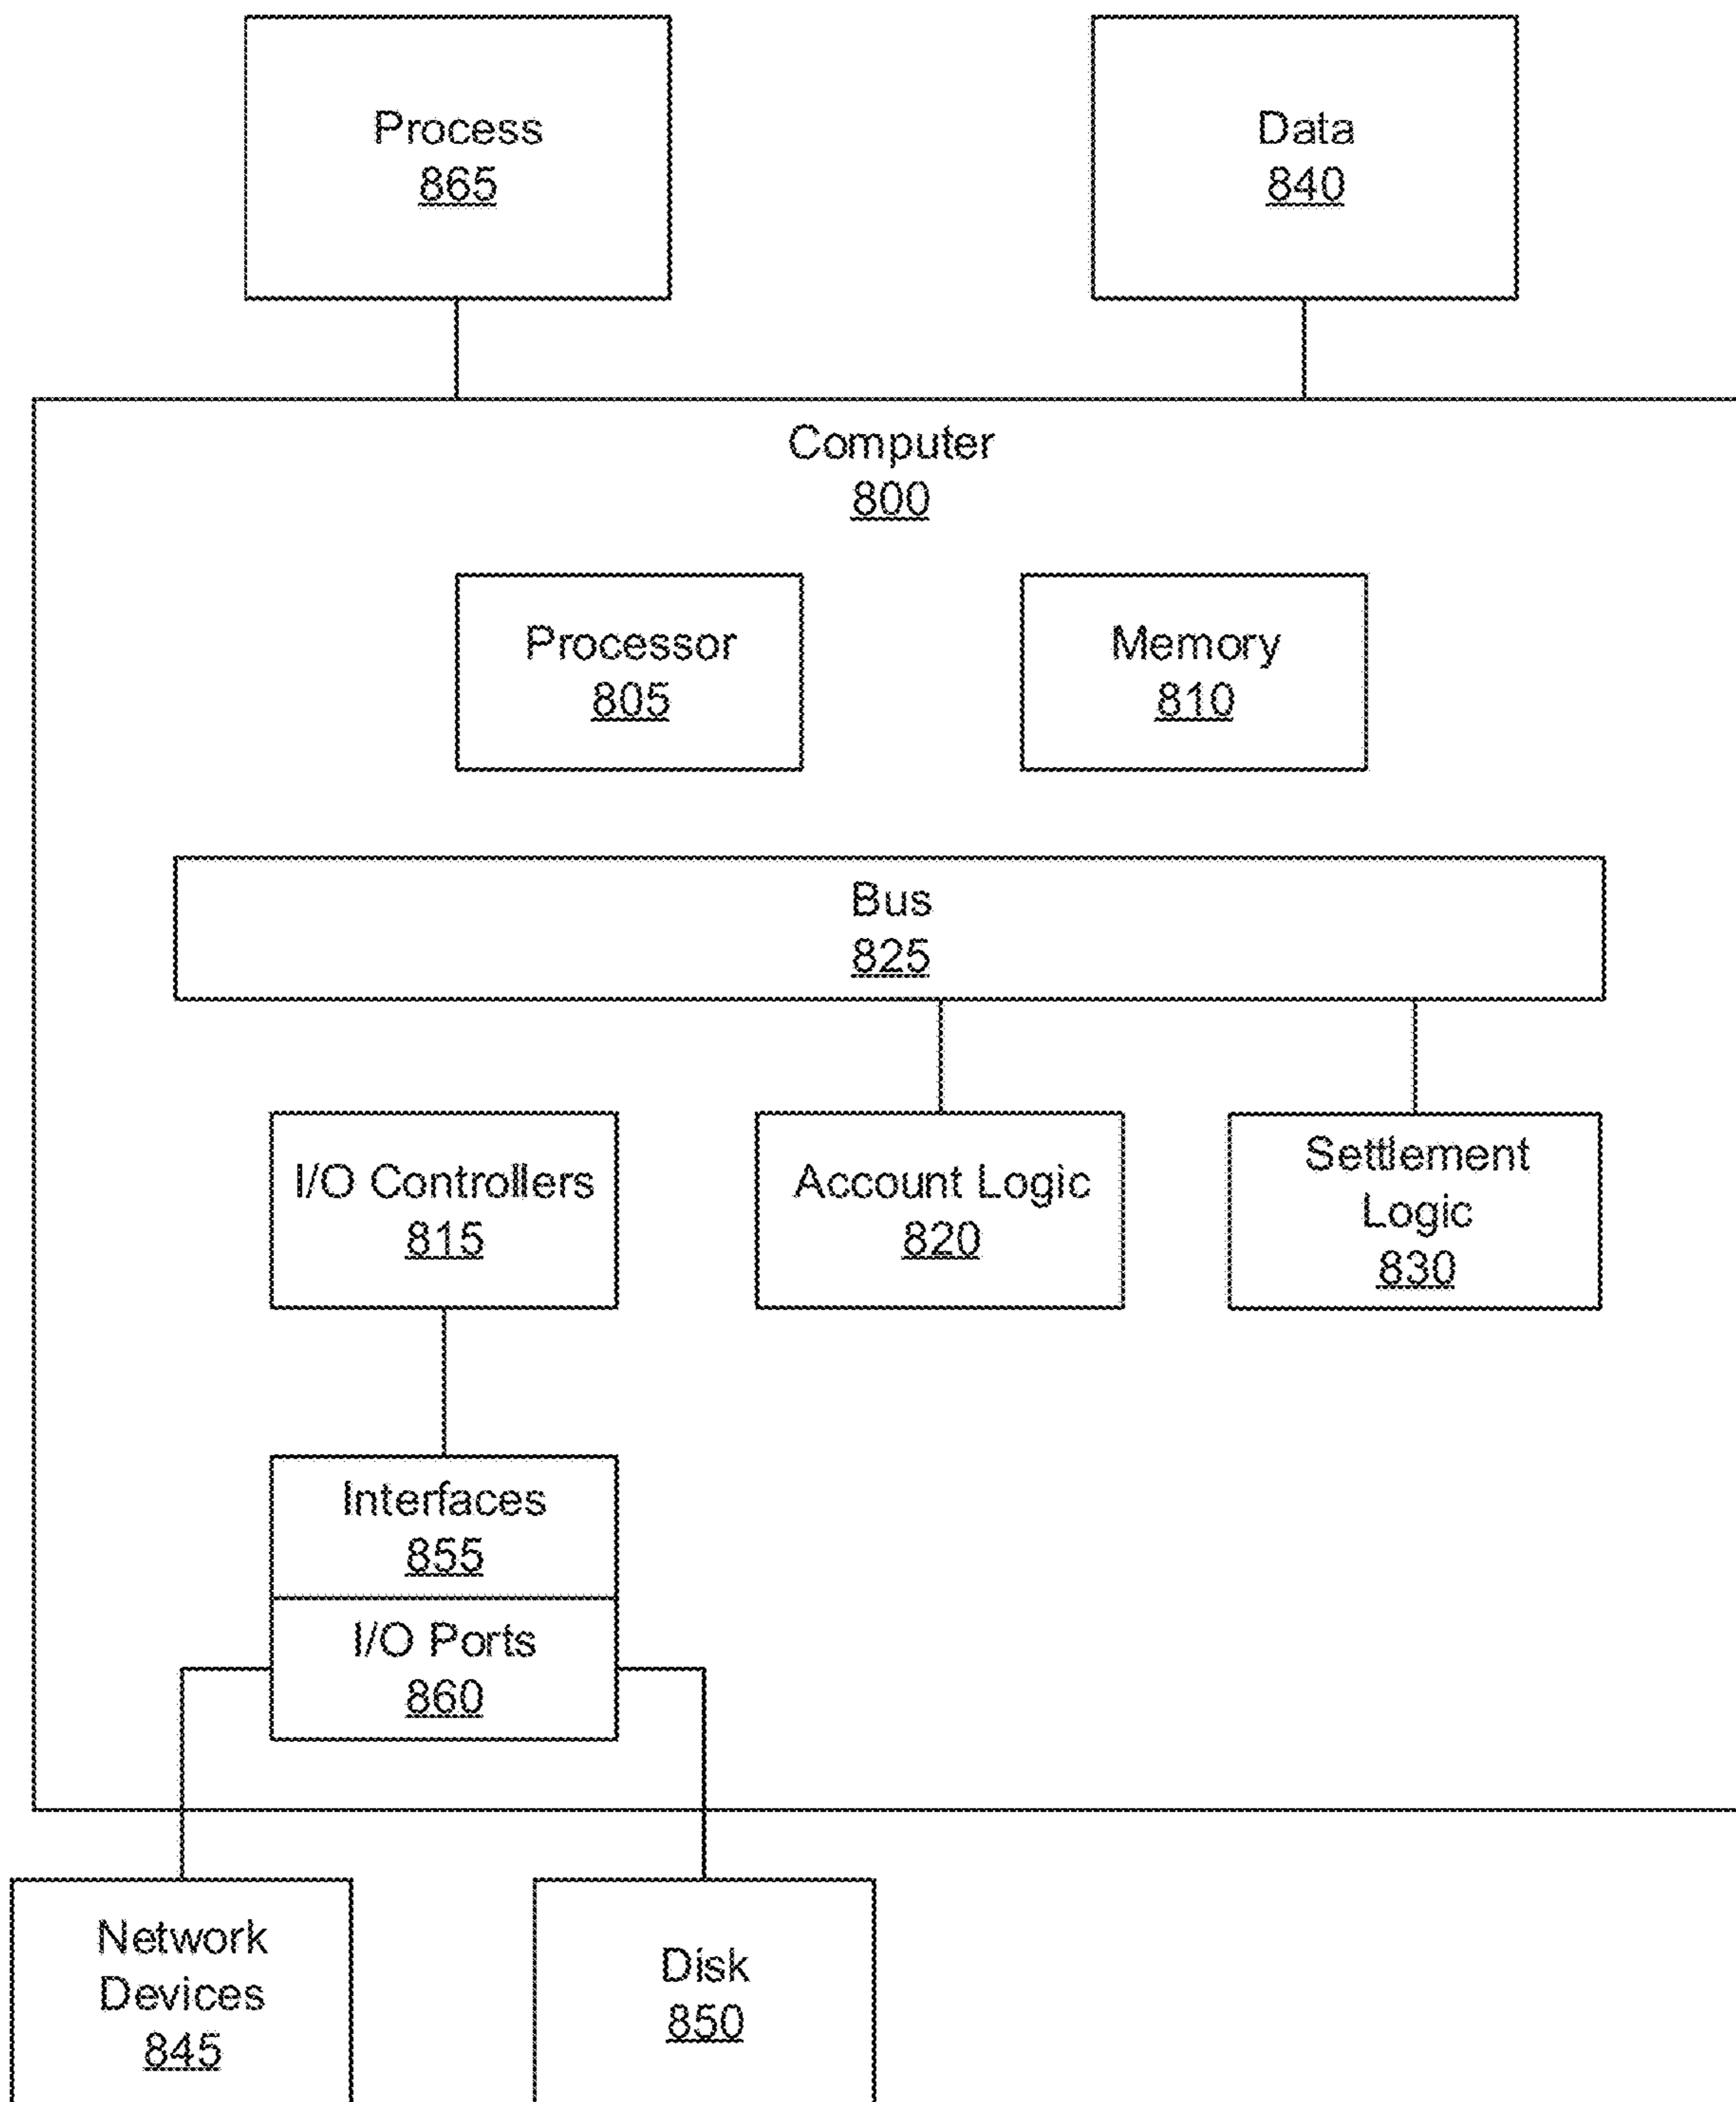 Process
865
Data
840
Computer
800
Processor
805
Memory
810
Bus
825
I/O Controllers
815
Account Logic
820
Settlement
Logic
830
Interfaces
855
I/O Ports
860
Network
Devices
845
Disk
850